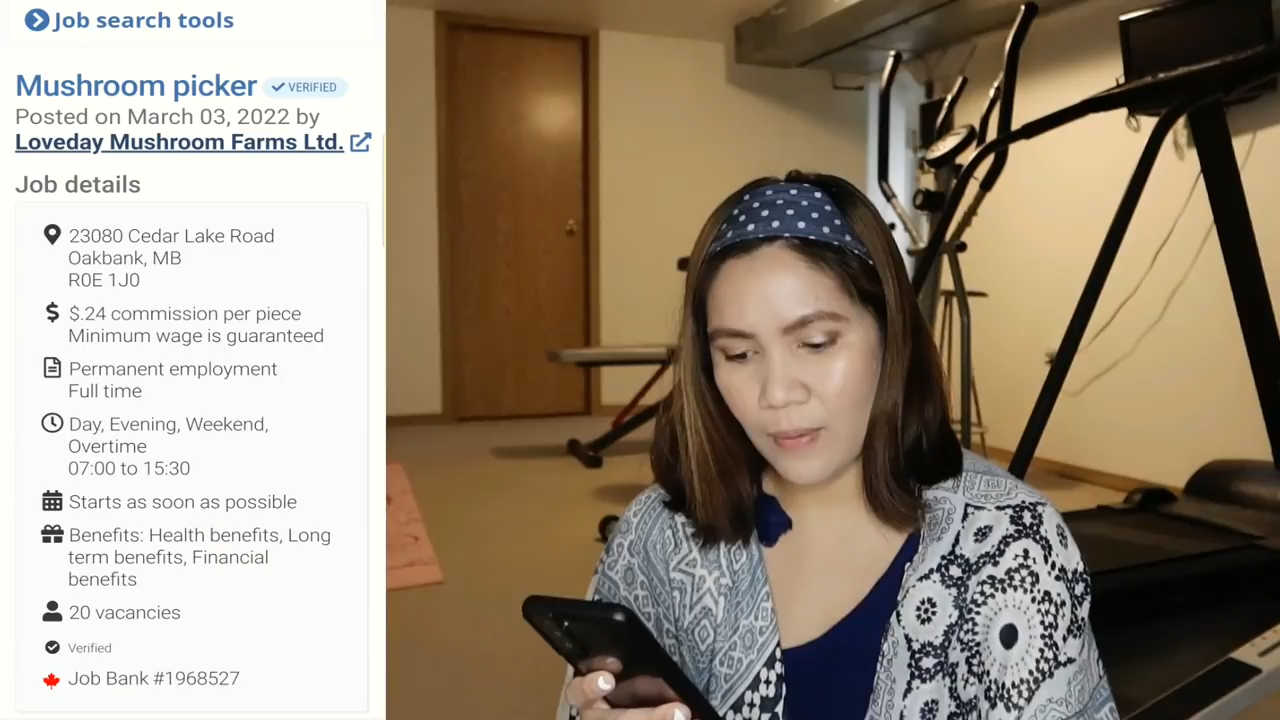 Job search tools
Mushroom picker VERIFIED
Posted on March 03, 2022 by
Loveday Mushroom Farms Ltd.
Job details
23080 Cedar Lake Road
Oakbank, MB
R0E 1J0
$.24 commission per piece
Minimum wage is guaranteed
Permanent employment
Full time
Day, Evening, Weekend,
Overtime
07:00 to 15:30
Starts as soon as possible
Benefits: Health benefits, Long
term benefits, Financial
benefits
20 vacancies
Verified
Job Bank #1968527